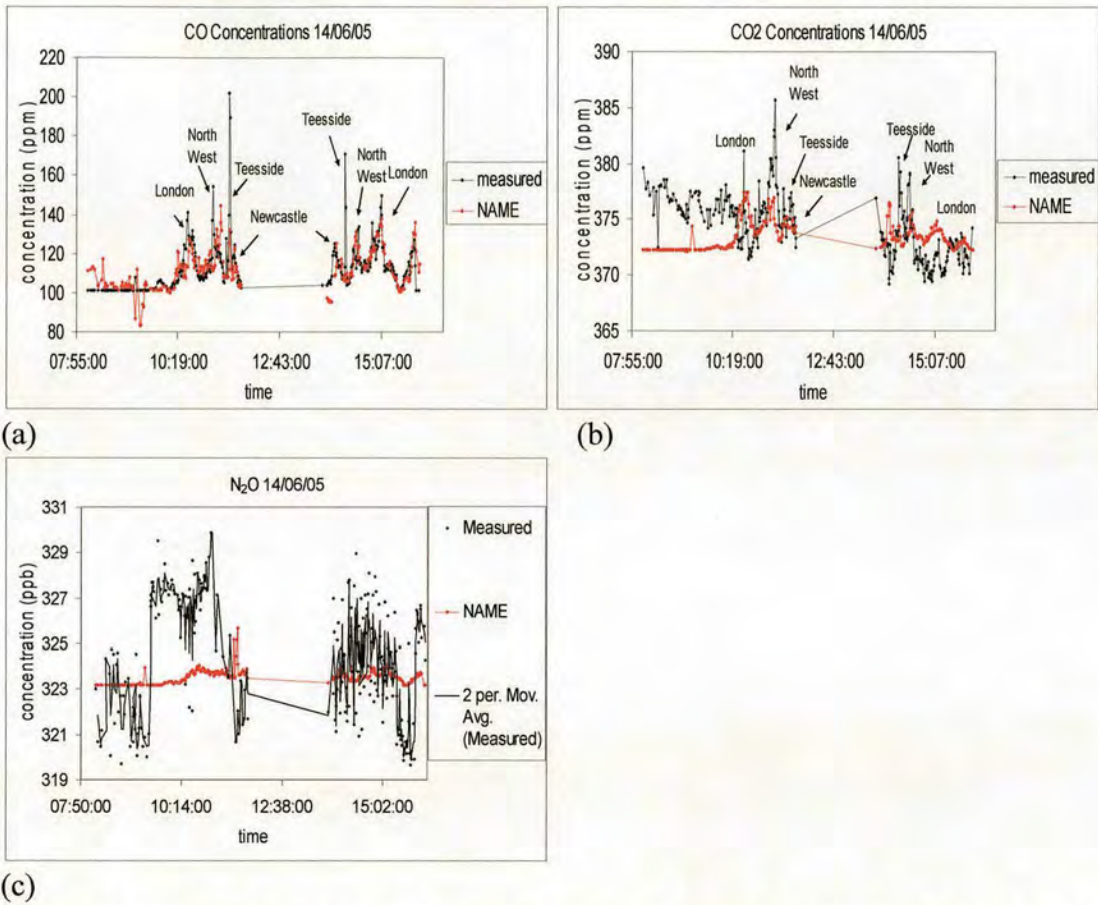 CO Concentrations 14/06/05
concentration (ppm)
220
200
180
160
140
120
100
80
London
North
West
Teesside
Newcastle
Teesside
North
West
London
07:55:00
10:19:00
12:43:00
15:07:00
time
measured
NAME
(a)
CO2 Concentrations 14/06/05
concentration (ppm)
390
385
380
375
370
365
London
North
West
Teesside
Newcastle
Teesside
North
West
London
07:55:00
10:19:00
12:43:00
15:07:00
time
measured
NAME
(b)
N₂O 14/06/05
concentration (ppb)
331
329
327
325
323
321
319
07:50:00
10:14:00
12:38:00
15:02:00
time
Measured
NAME
2 per. Mov.
Avg.
(Measured)
(c)